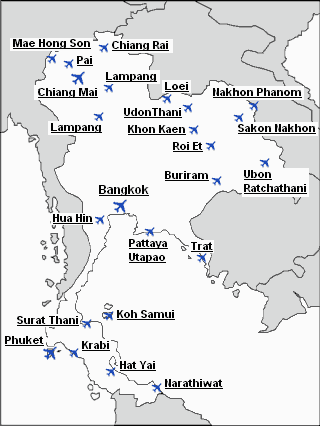 Mae Hong Son
Chiang Rai
Pai
Lampang
Chiang Mai
Loei
Nakhon Phanom
UdonThani
Lampang
Khon Kaen
Sakon Nakhon
Roi Et
Buriram
Ubon
Ratchathani
Bangkok
Hua Hin
Pattaya
Utapao
Trat
Koh Samui
Surat Thani
Phuket
Krabi
Hat Yai
Narathiwat